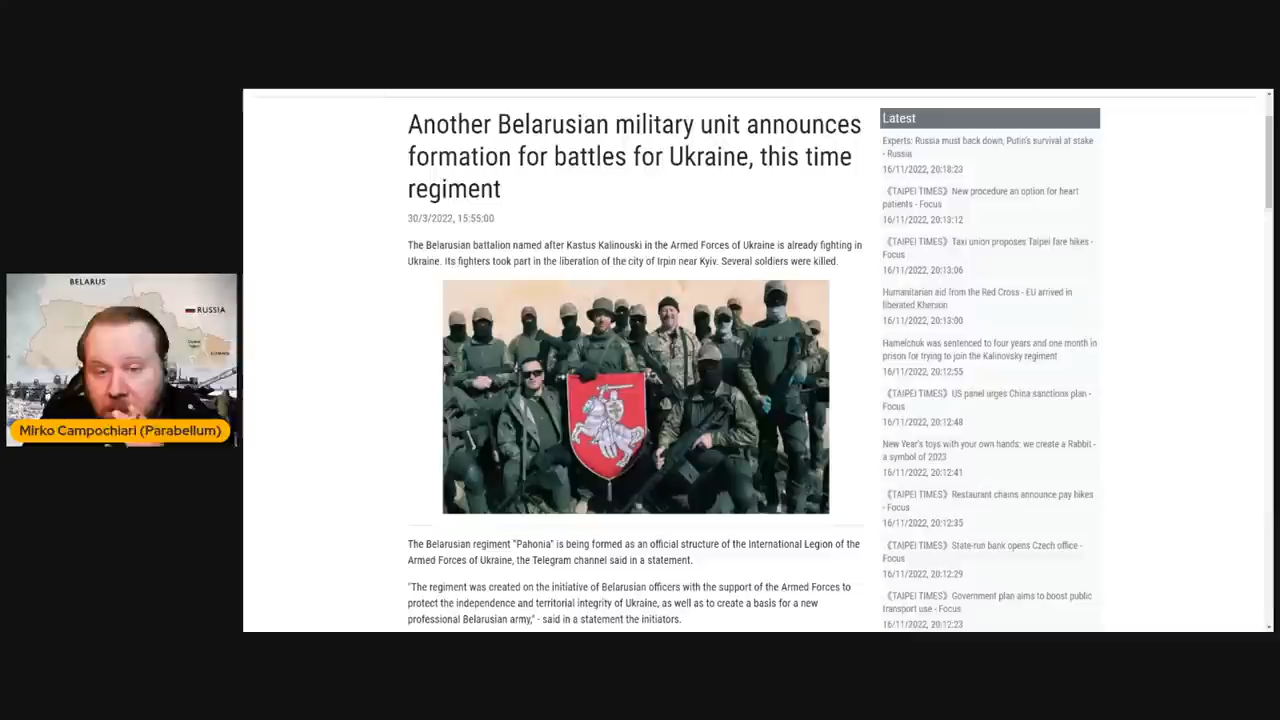 Another Belarusian military unit announces
formation for battles for Ukraine, this time
regiment
30/3/2022, 15:55:00
The Belarusian battalion named after Kastus Kalinouski in the Armed Forces of Ukraine is already fighting in
Ukraine. Its fighters took part in the liberation of the city of Irpin near Kyiv. Several soldiers were killed.
The Belarusian regiment "Pahonia" is being formed as an official structure of the International Legion of the
Armed Forces of Ukraine, the Telegram channel said in a statement.
"The regiment was created on the initiative of Belarusian officers with the support of the Armed Forces to
protect the independence and territorial integrity of Ukraine, as well as to create a basis for a new
professional Belarusian army," - said in a statement the initiators.
Latest
Experts: Russia must back down, Putin's survival at stake
- Russia
16/11/2022, 20:18:23
《TAIPEI TIMES》 New procedure an option for heart
patients - Focus
16/11/2022, 20:13:12
《TAIPEI TIMES》 Taxi union proposes Taipei fare hikes -
Focus
16/11/2022, 20:13:06
Humanitarian aid from the Red Cross - EU arrived in
liberated Kherson
16/11/2022, 20:13:00
Hamelchuk was sentenced to four years and one month in
prison for trying to join the Kalinovsky regiment
16/11/2022, 20:12:55
《TAIPEI TIMES》 US panel urges China sanctions plan -
Focus
16/11/2022, 20:12:48
New Year's toys with your own hands: we create a Rabbit -
a symbol of 2023
16/11/2022, 20:12:41
《TAIPEI TIMES》 Restaurant chains announce pay hikes
- Focus
16/11/2022, 20:12:35
《TAIPEI TIMES》 State-run bank opens Czech office -
Focus
16/11/2022, 20:12:29
《TAIPEI TIMES》 Government plan aims to boost public
transport use - Focus
16/11/2022, 20:12:23
BELARUS
RUSSIA
Mirko Campochiari (Parabellum)